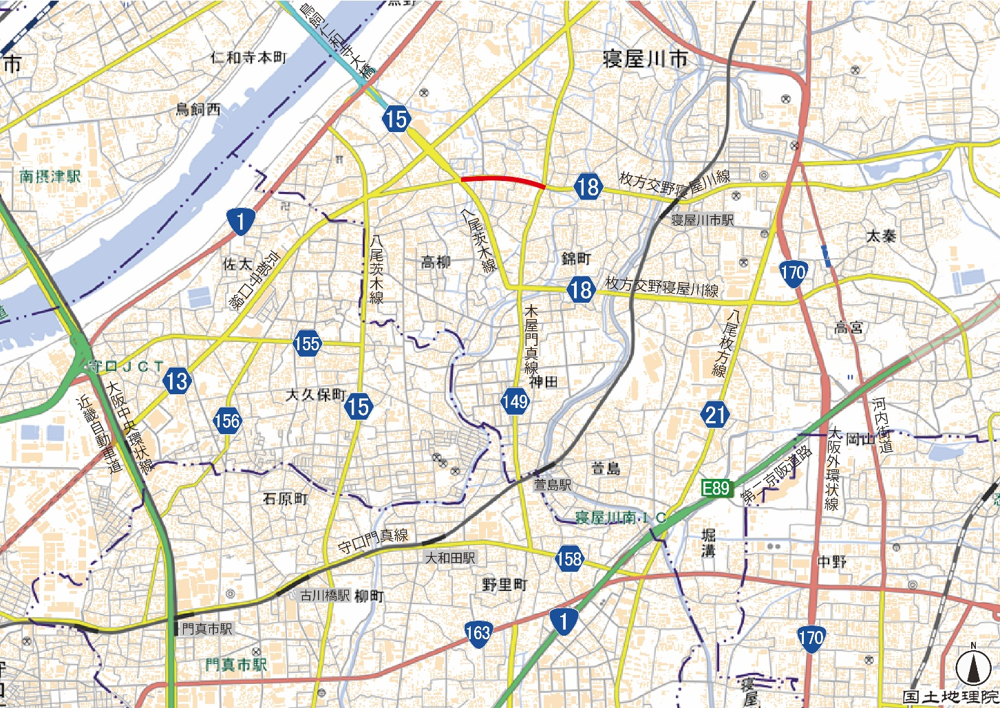 鳥飼仁和寺大橋
市
仁和寺本町
寝屋川市
鳥飼西
15
南摂津駅
18
枚方交野寝屋川線
1
寝屋川市駅
八尾茨木線
八尾茨木線
太秦
佐太
京都守口線
高柳
錦町
170
18
枚方交野寝屋川線
木屋門真線
八尾枚方線
高宮
155
守口JCT
13
神田
大久保町
15
149
156
21
近畿自動車道
大阪中央環状線
河内街道
岡山
大阪外環状線
萱島
萱島駅
E89
第二京阪道路
石原町
寝屋川南IC
守口門真線
大和田駅
158
堀溝
中野
野里町
古川橋駅
柳町
門真市駅
163
1
170
門真市駅
N
国土地理院